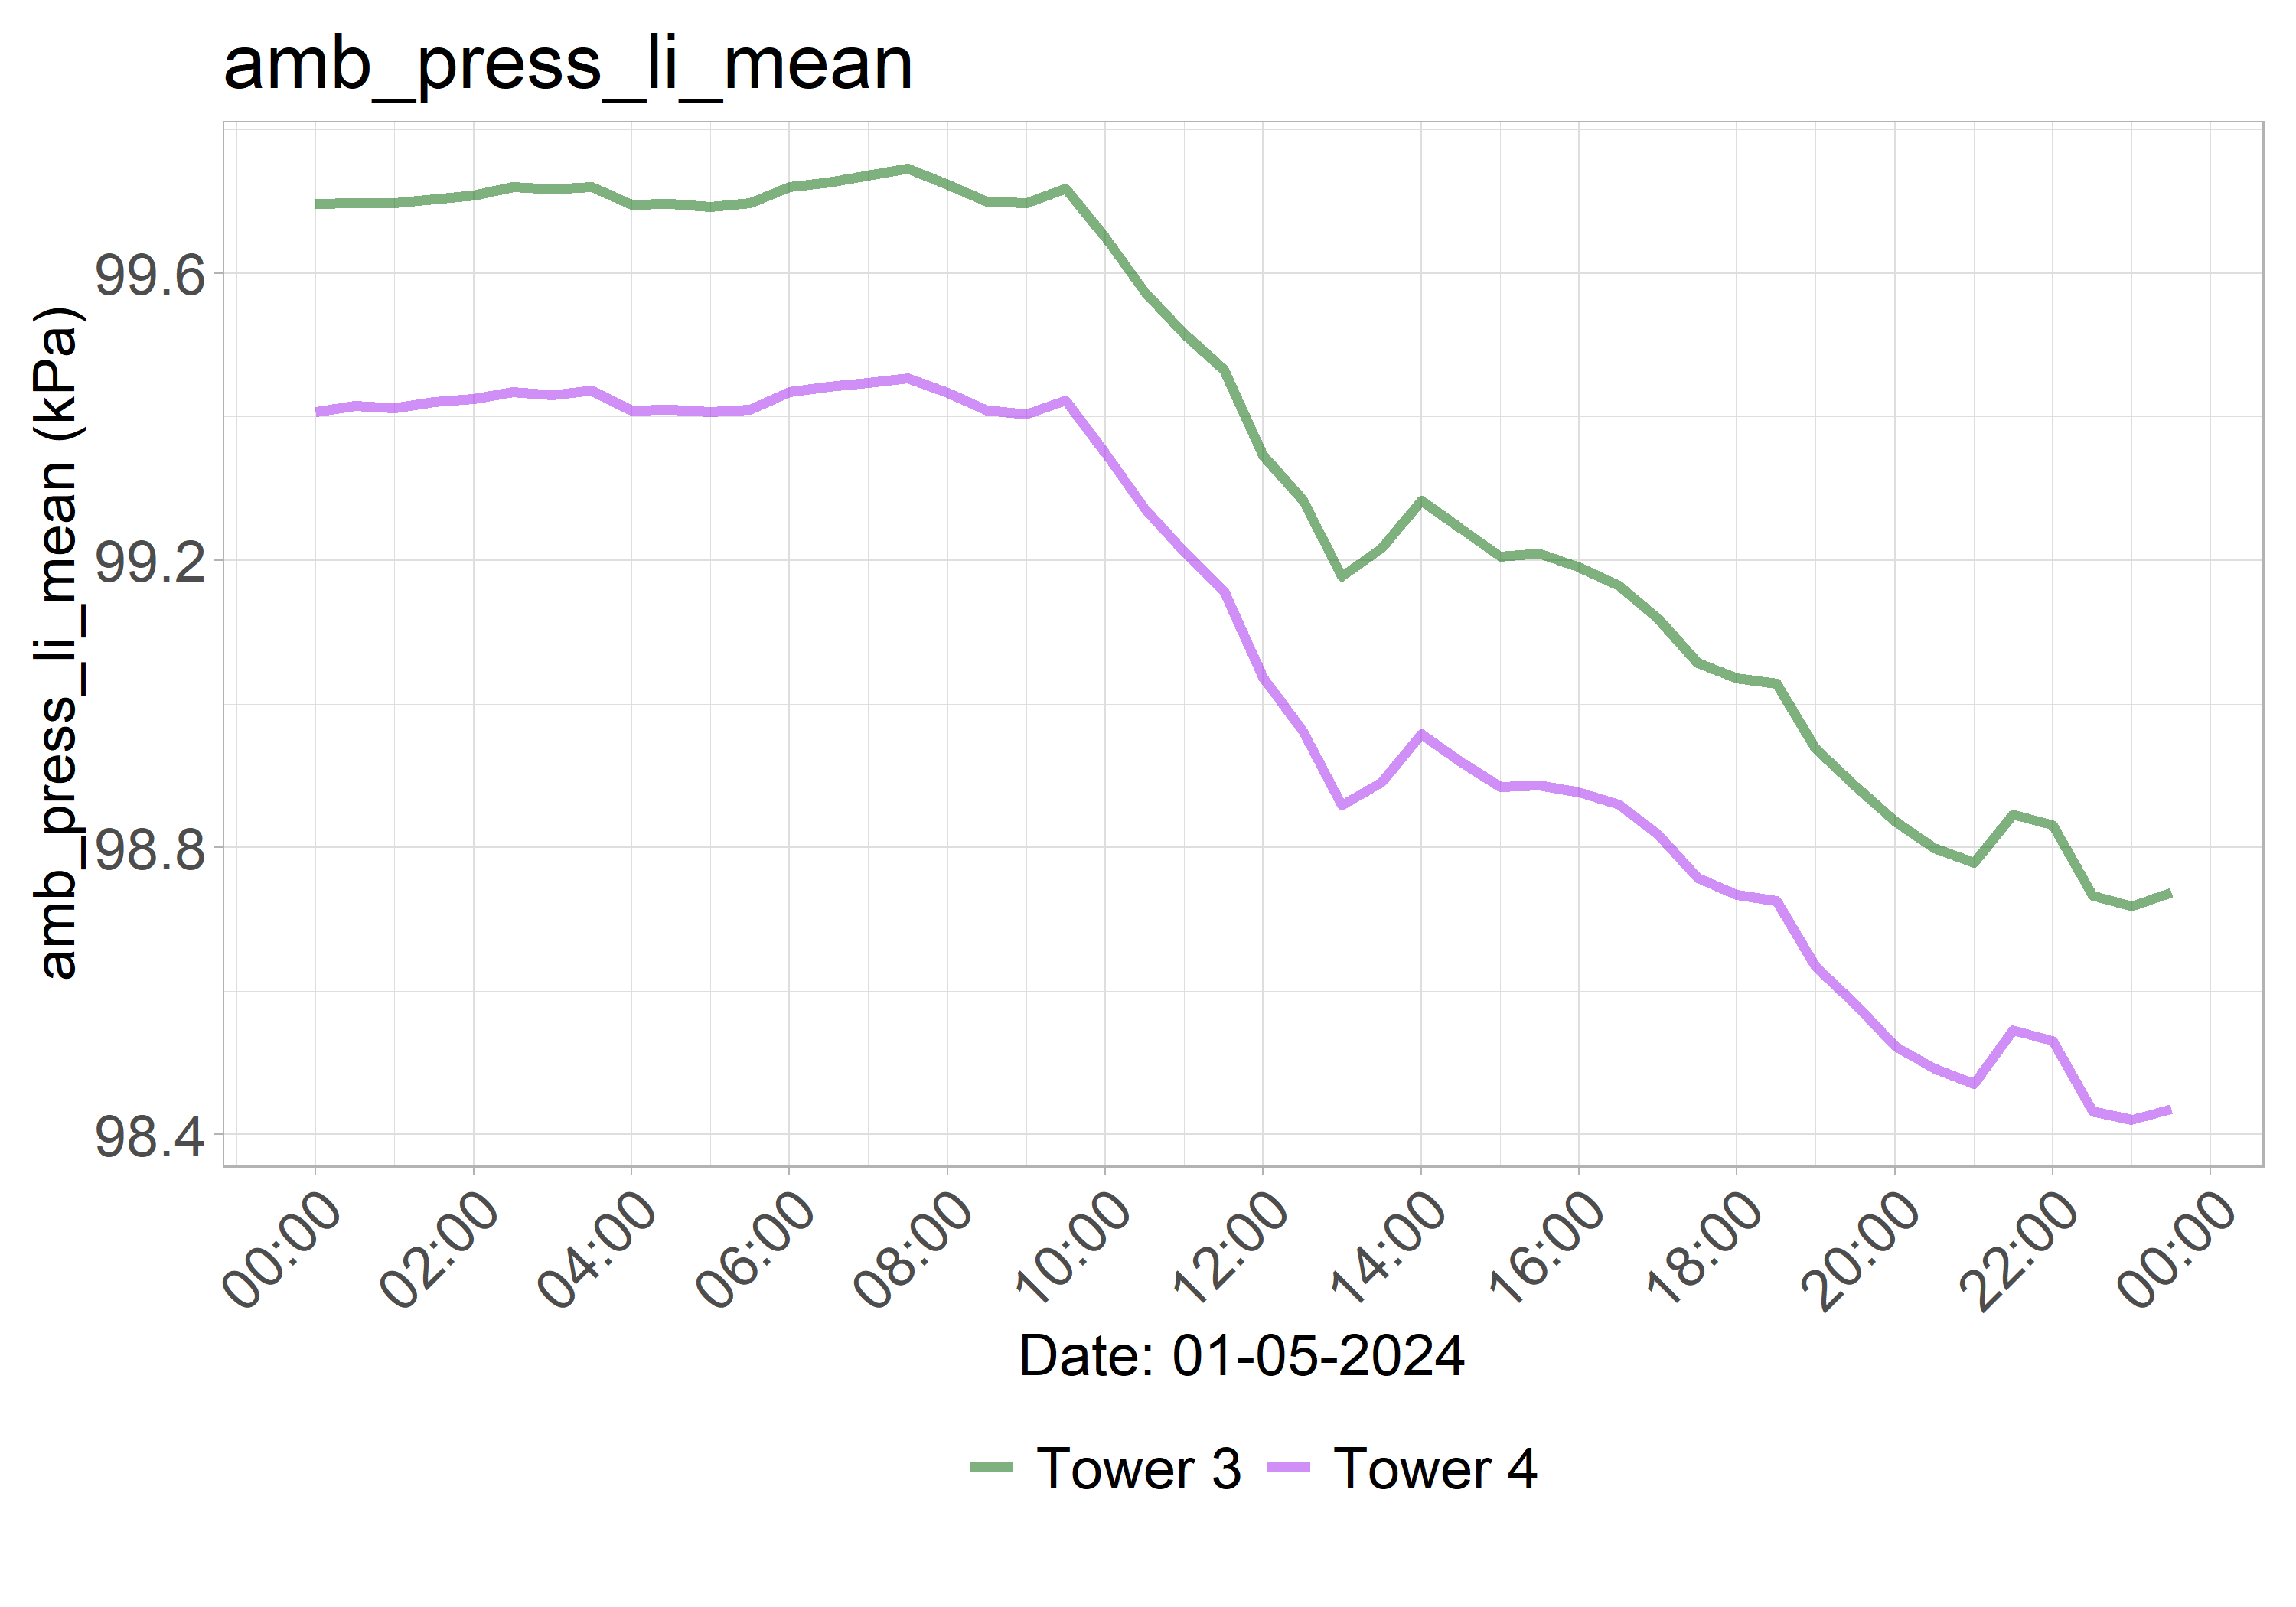 amb_press_li_mean
amb_press_li_mean (kPa)
99.6
99.2
98.8
98.4
00:00 02:00 04:00 06:00 08:00 10:00 12:00 14:00 16:00 18:00 20:00 22:00 00:00
Date: 01-05-2024
Tower 3 Tower 4